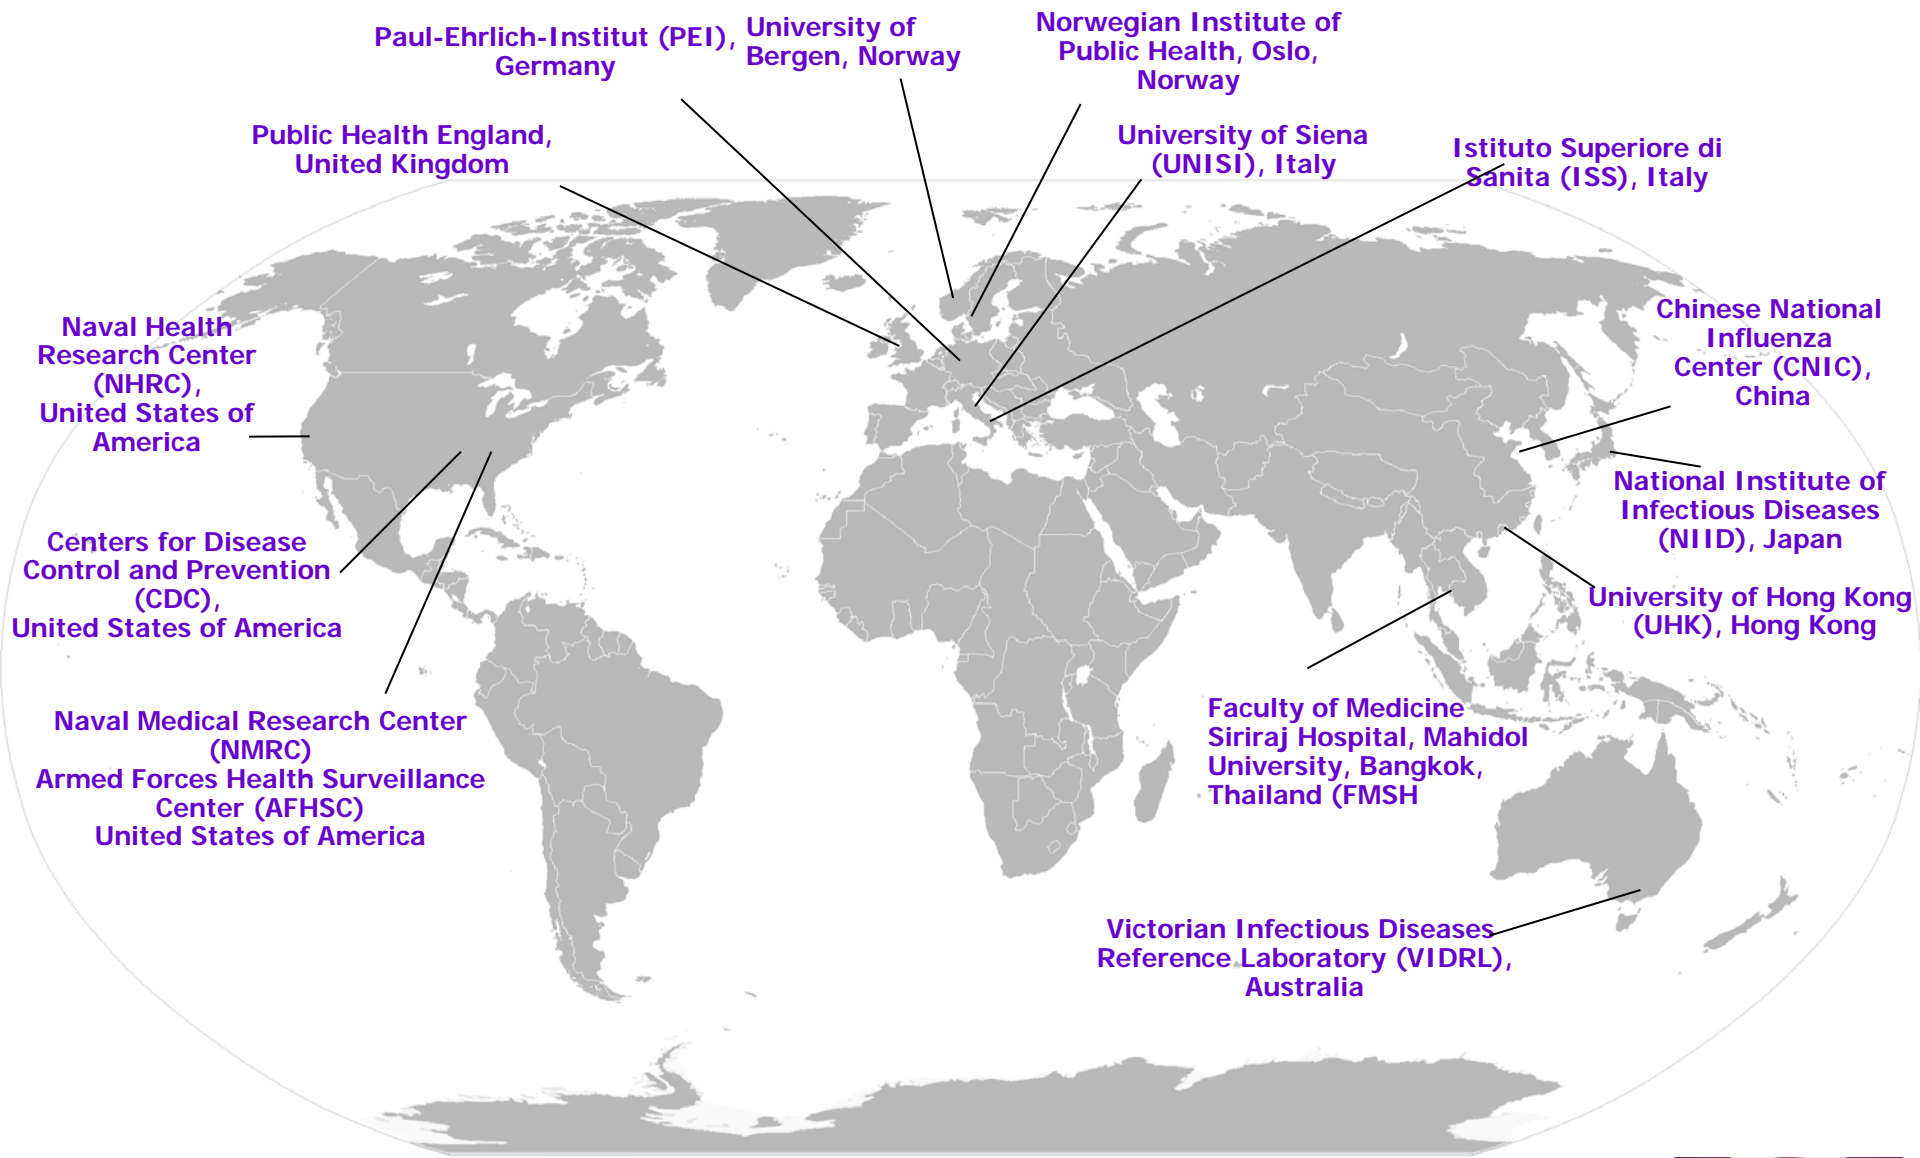 Paul-Ehrlich-Institut (PEI),
Germany
University of
Bergen, Norway
Norwegian Institute of
Public Health, Oslo,
Norway
Public Health England,
United Kingdom
University of Siena
(UNISI), Italy
Istituto Superiore di
Sanita (ISS), Italy
Naval Health
Research Center
(NHRC),
United States of
America
Chinese National
Influenza
Center (CNIC),
China
National Institute of
Infectious Diseases
(NIID), Japan
Centers for Disease
Control and Prevention
(CDC),
United States of America
University of Hong Kong
(UHK), Hong Kong
Naval Medical Research Center
(NMRC)
Armed Forces Health Surveillance
Center (AFHSC)
United States of America
Faculty of Medicine
Siriraj Hospital, Mahidol
University, Bangkok,
Thailand (FMSH
Victorian Infectious Diseases
Reference Laboratory (VIDRL),
Australia